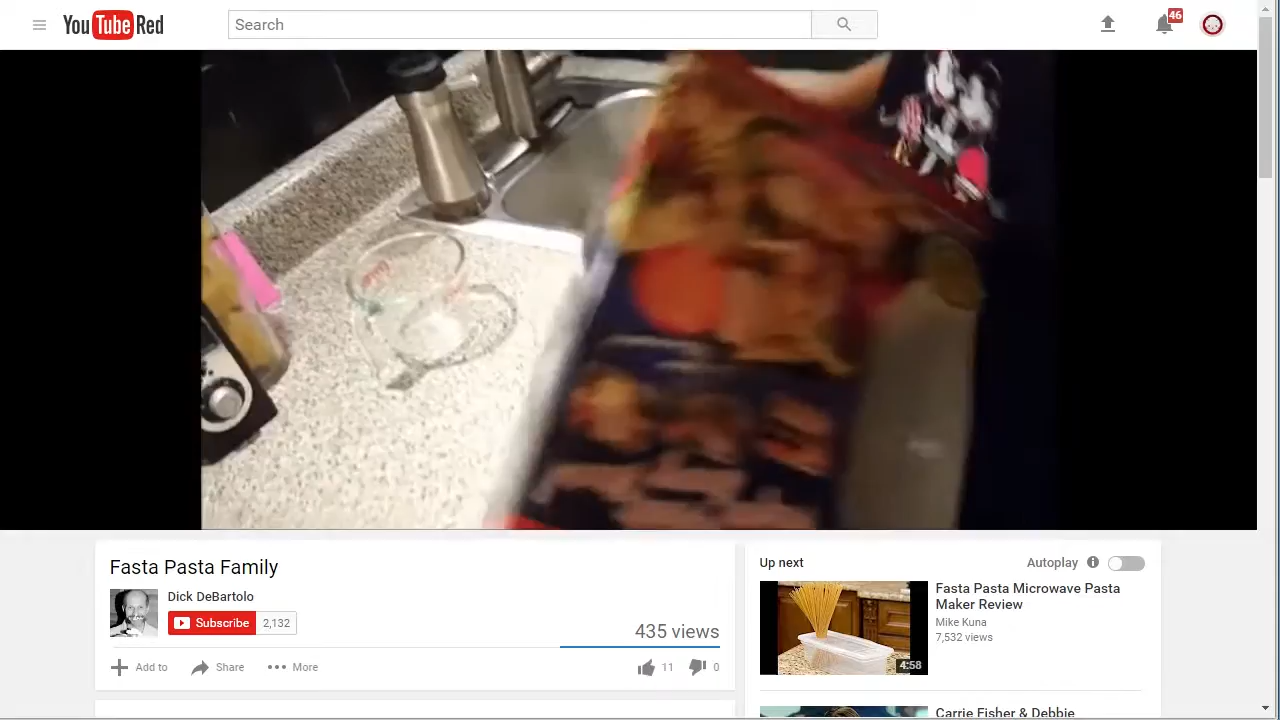 YouTube Red
Search
46
Fasta Pasta Family
Dick DeBartolo
Subscribe 2,132
435 views
Add to Share More 11 0
Up next
Autoplay
Fasta Pasta Microwave Pasta
Maker Review
Mike Kuna
7,532 views
4:58
Carrie Fisher & Debbie